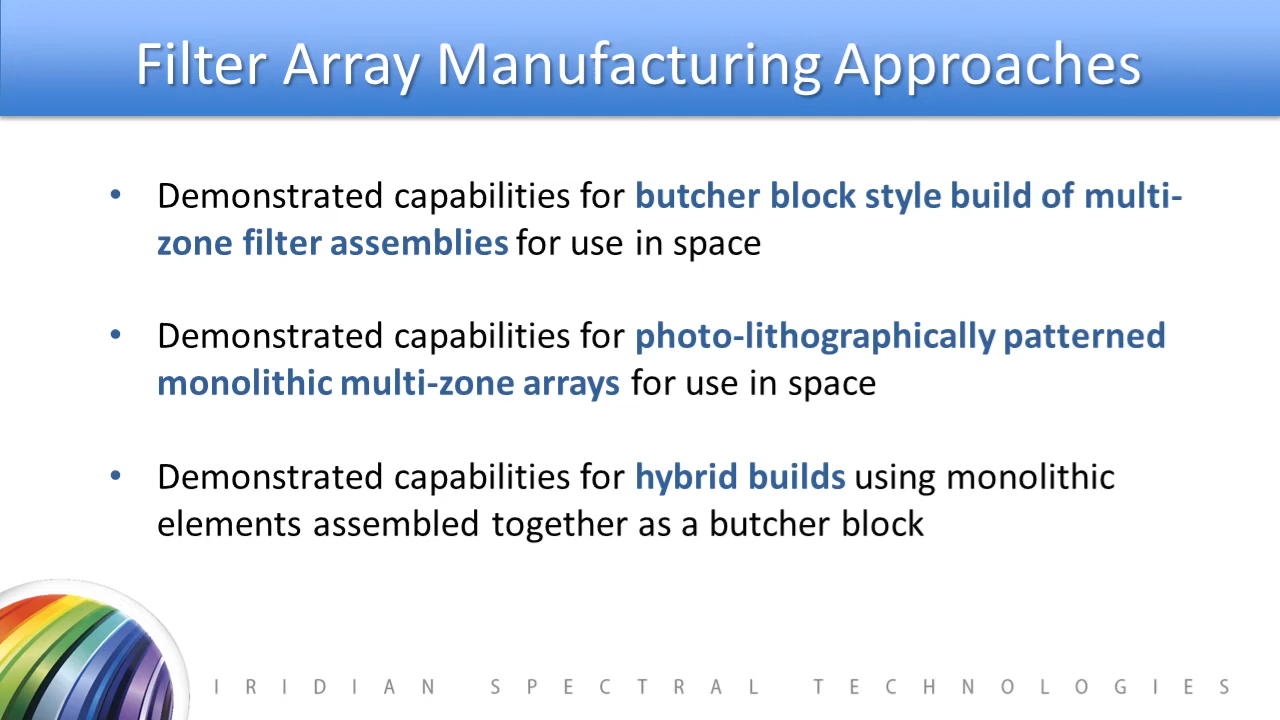 Filter Array Manufacturing Approaches
• Demonstrated capabilities for butcher block style build of multi-
zone filter assemblies for use in space
• Demonstrated capabilities for photo-lithographically patterned
monolithic multi-zone arrays for use in space
• Demonstrated capabilities for hybrid builds using monolithic
elements assembled together as a butcher block
IRIDIAN SPECTRAL TECHNOLOGIES